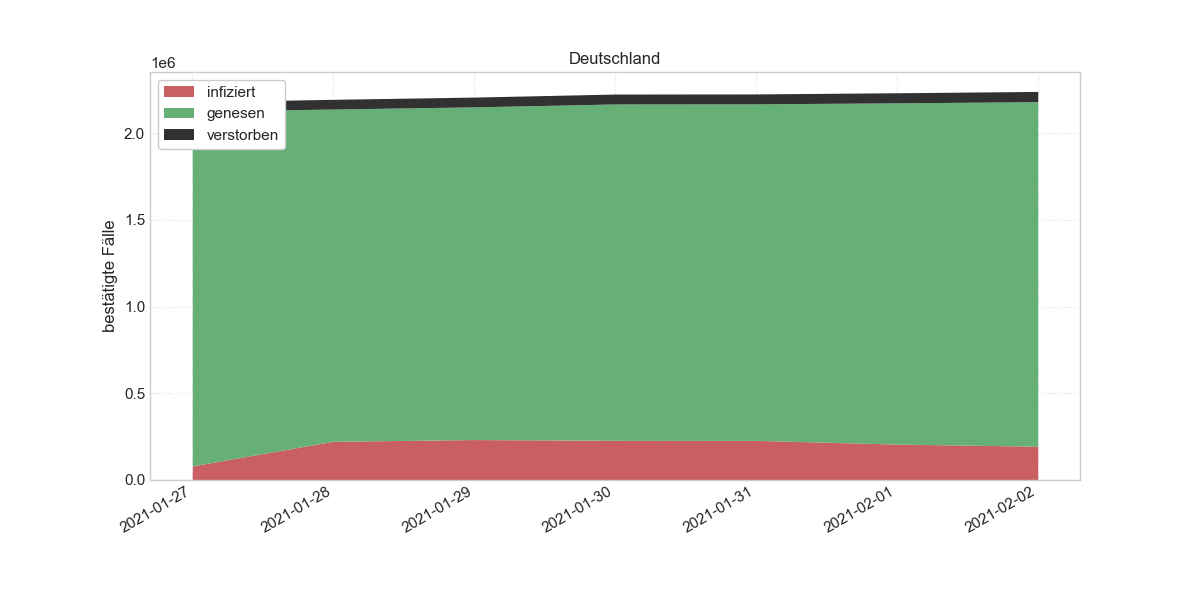 Deutschland
1e6
infiziert
genesen
verstorben
bestätigte Fälle
2.0
1.5
1.0
0.5
0.0
2021-01-27
2021-01-28
2021-01-29
2021-01-30
2021-01-31
2021-02-01
2021-02-02